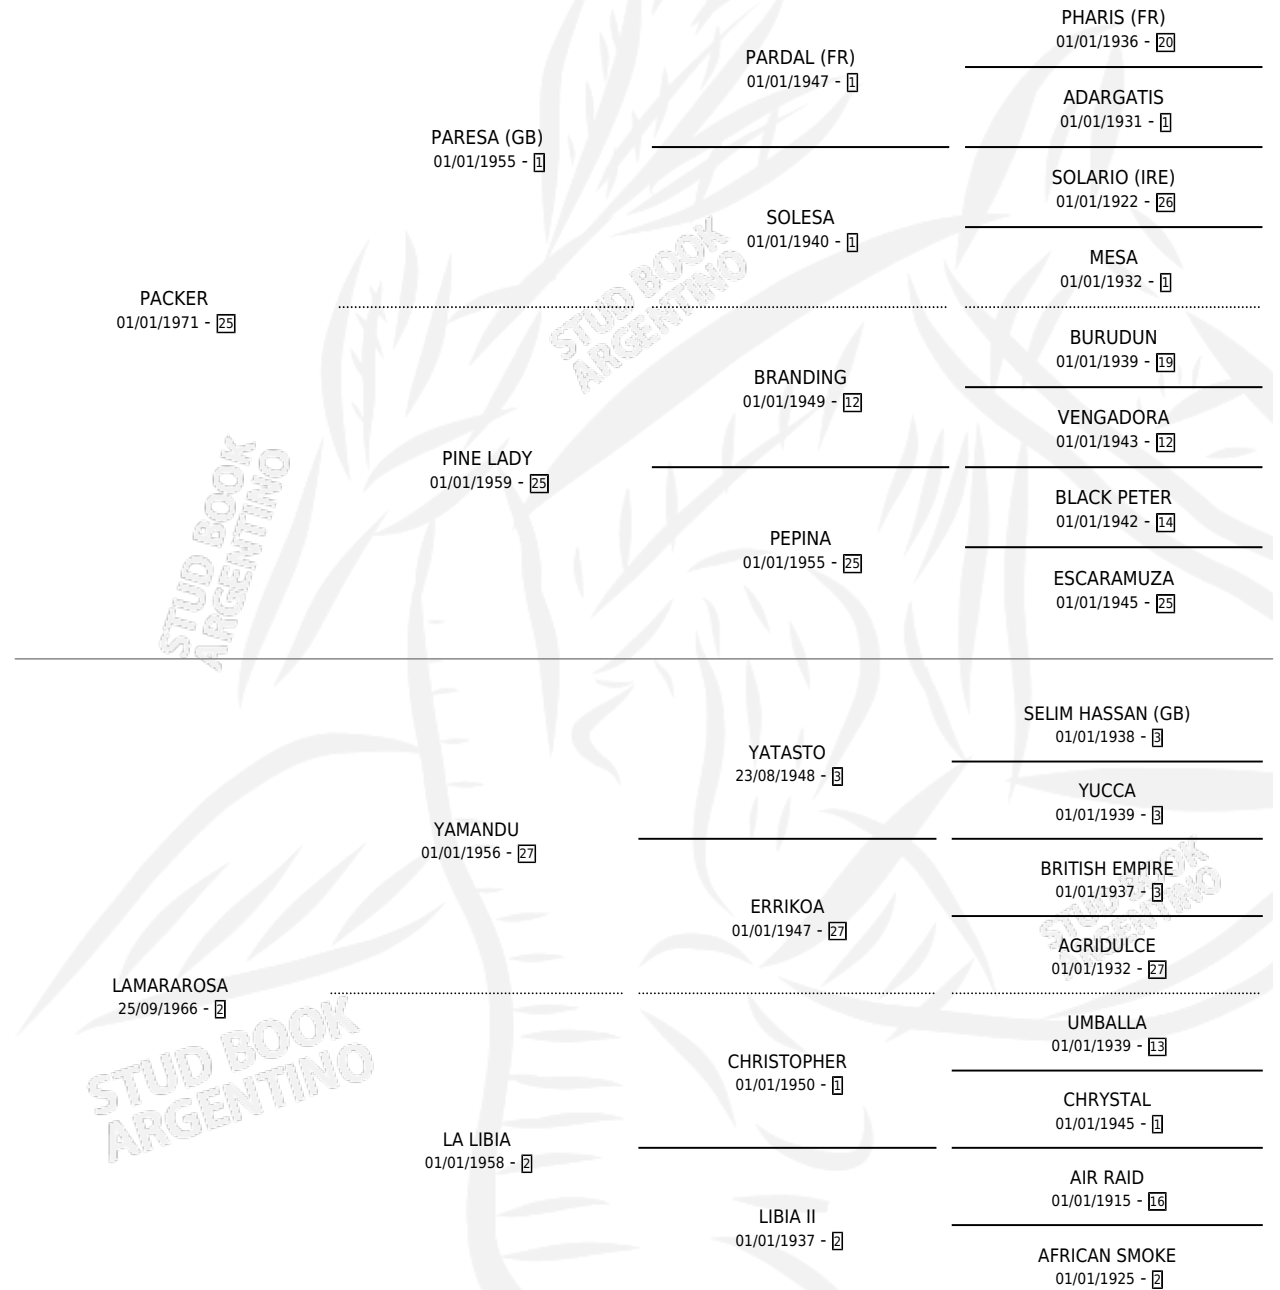 PHARIS (FR)
01/01/1936 - 20
PARDAL (FR)
01/01/1947 - 1
ADARGATIS
01/01/1931 - 1
PARESA (GB)
01/01/1955 - 1
SOLARIO (IRE)
01/01/1922 - 26
SOLESA
01/01/1940 - 1
MESA
01/01/1932 - 1
PACKER
01/01/1971 - 25
STUD BOOK
ARGENTINO
BURUDUN
01/01/1939 - 19
BRANDING
01/01/1949 - 12
VENGADORA
01/01/1943 - 12
PINE LADY
01/01/1959 - 25
BLACK PETER
01/01/1942 - 14
PEPINA
01/01/1955 - 25
ESCARAMUZA
01/01/1945 - 25
STUD BOOK
ARGENTINO
SELIM HASSAN (GB)
01/01/1938 - 3
YATASTO
23/08/1948 - 3
YUCCA
01/01/1939 - 3
YAMANDU
01/01/1956 - 27
BRITISH EMPIRE
01/01/1937 - 3
STUD BOOK
ARGENTINO
ERRIKOA
01/01/1947 - 27
AGRIDULCE
01/01/1932 - 27
LAMARAROSA
25/09/1966 - 2
STUD BOOK
ARGENTINO
UMBALLA
01/01/1939 - 13
CHRISTOPHER
01/01/1950 - 1
CHRYSTAL
01/01/1945 - 1
LA LIBIA
01/01/1958 - 2
AIR RAID
01/01/1915 - 16
LIBIA II
01/01/1937 - 2
AFRICAN SMOKE
01/01/1925 - 2